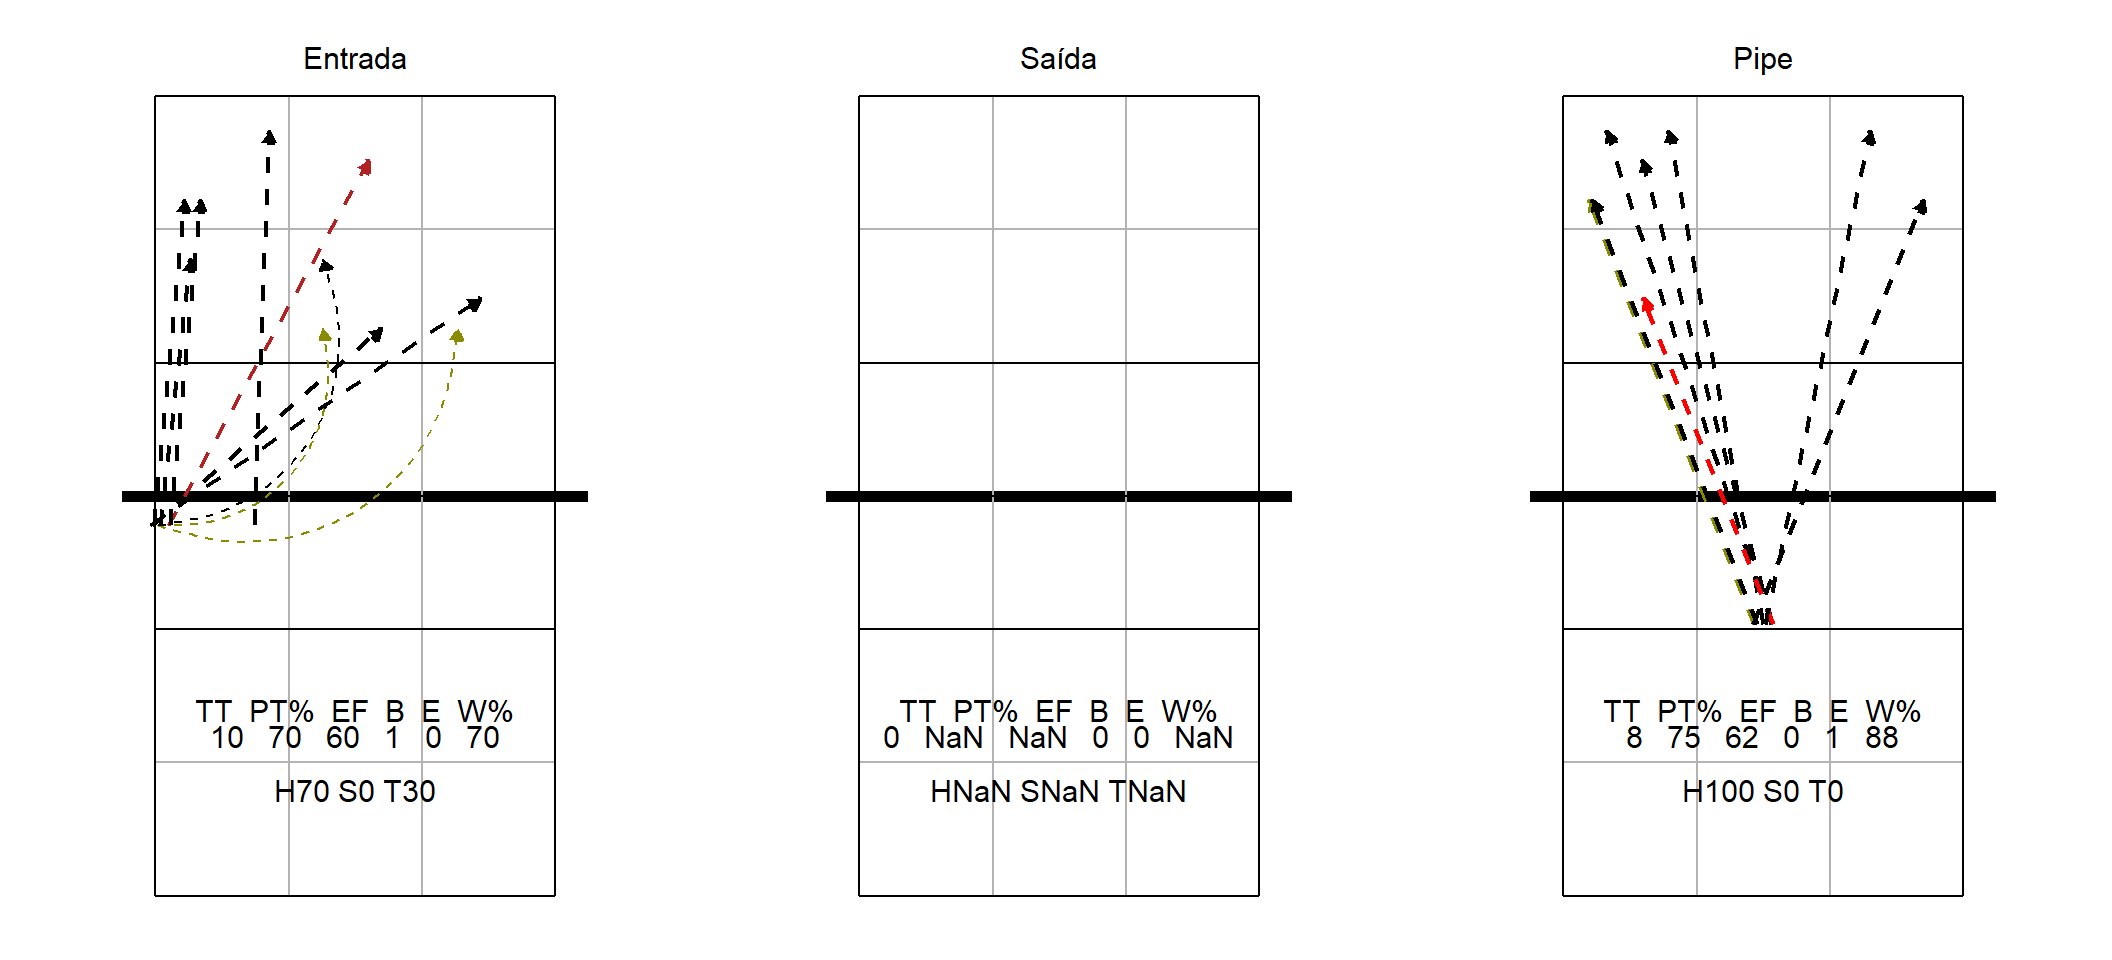 Entrada
TT PT% EF B E W%
10 70 60 1 0 70
H70 S0 T30
Saída
TT PT% EF B E W%
0 NaN NaN 0 0 NaN
HNaN SNaN TNaN
Pipe
TT PT% EF B E W%
8 75 62 0 1 88
H100 S0 T0